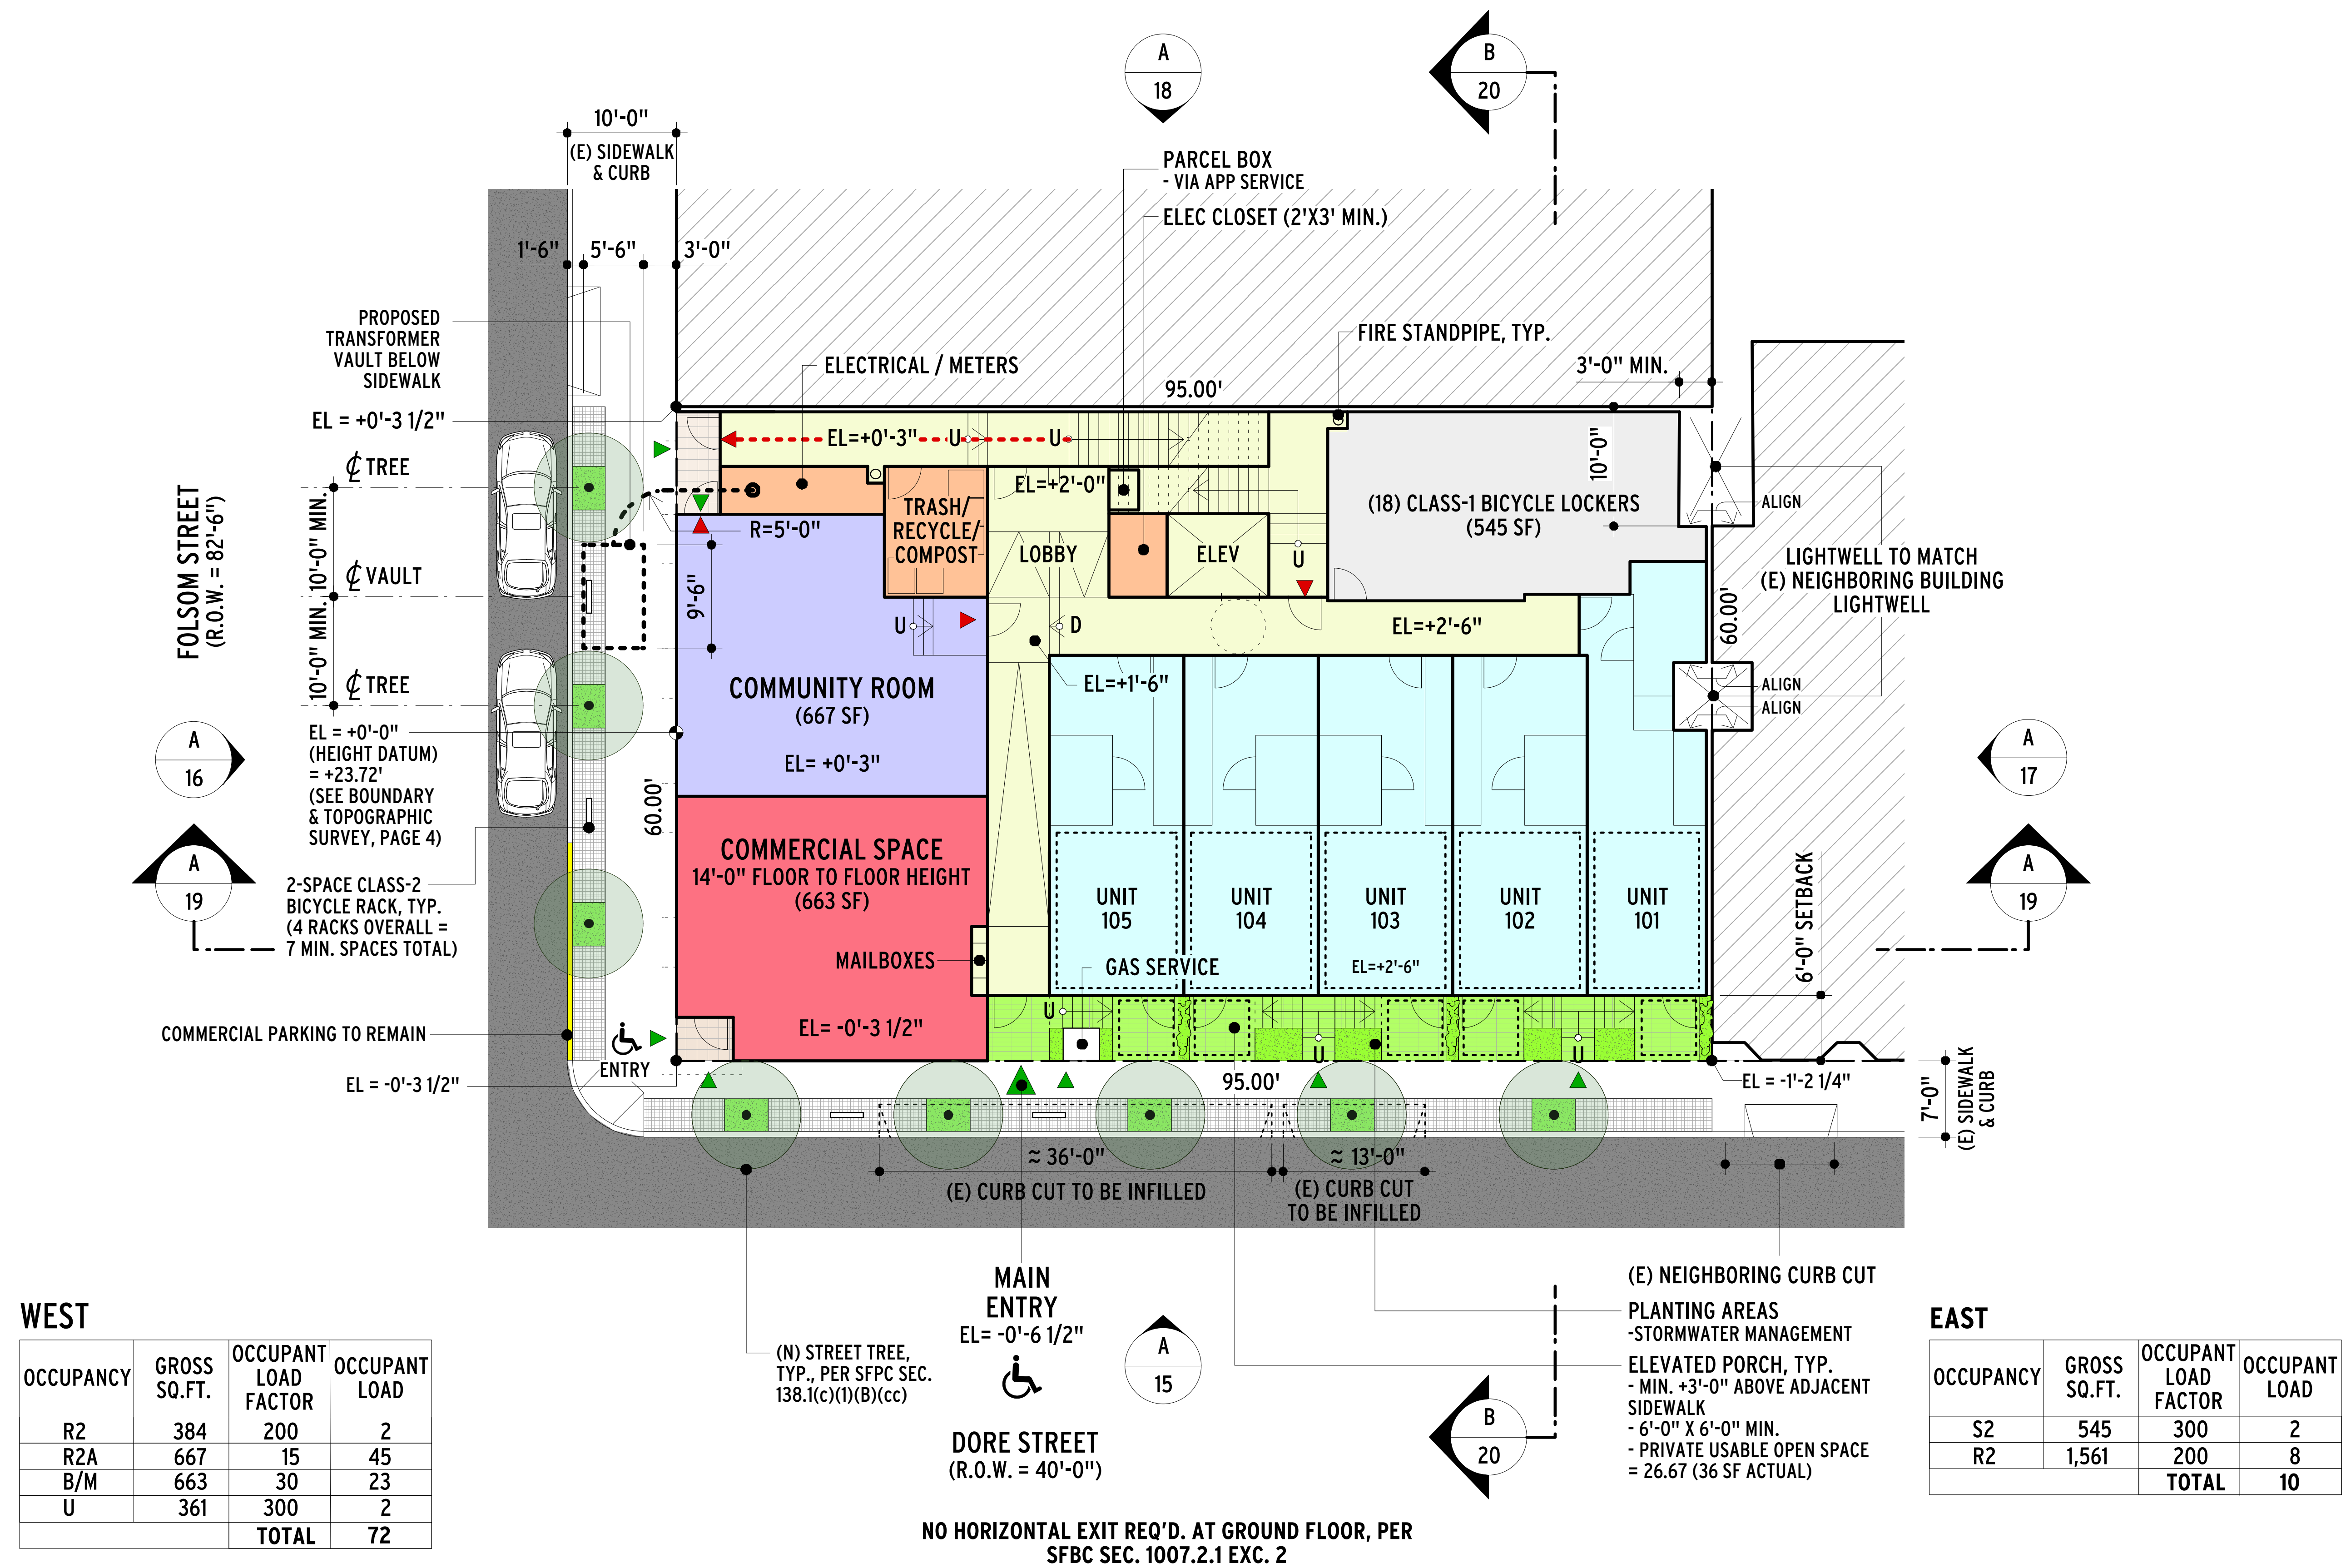 A
18
B
20
10'-0"
(E) SIDEWALK
& CURB
PARCEL BOX
- VIA APP SERVICE
ELEC CLOSET (2'X3' MIN.)
1'-6"
5'-6"
3'-0"
PROPOSED
TRANSFORMER
VAULT BELOW
SIDEWALK
ELECTRICAL / METERS
FIRE STANDPIPE, TYP.
3'-0" MIN.
95.00'
EL = +0'-3 1/2"
EL=+0'-3"
U
U
10'-0"
℄ TREE
EL=+2'-0"
(18) CLASS-1 BICYCLE LOCKERS
(545 SF)
ALIGN
FOLSOM STREET
(R.O.W. = 82'-6")
10'-0" MIN.
R=5'-0"
TRASH/
RECYCLE/
COMPOST
LOBBY
ELEV
U
LIGHTWELL TO MATCH
(E) NEIGHBORING BUILDING
LIGHTWELL
℄ VAULT
9'-6"
10'-0" MIN.
U
D
EL=+2'-6"
60.00'
℄ TREE
COMMUNITY ROOM
(667 SF)
EL=+1'-6"
ALIGN
ALIGN
A
16
EL = +0'-0"
(HEIGHT DATUM)
= +23.72'
(SEE BOUNDARY
& TOPOGRAPHIC
SURVEY, PAGE 4)
EL= +0'-3"
A
17
60.00'
COMMERCIAL SPACE
14'-0" FLOOR TO FLOOR HEIGHT
(663 SF)
A
19
2-SPACE CLASS-2
BICYCLE RACK, TYP.
(4 RACKS OVERALL =
7 MIN. SPACES TOTAL)
UNIT
105
UNIT
104
UNIT
103
UNIT
102
UNIT
101
6'-0" SETBACK
A
19
MAILBOXES
GAS SERVICE
EL=+2'-6"
EL= -0'-3 1/2"
U
U
U
COMMERCIAL PARKING TO REMAIN
ENTRY
EL = -0'-3 1/2"
95.00'
EL = -1'-2 1/4"
7'-0"
(E) SIDEWALK
& CURB
≈ 36'-0"
(E) CURB CUT TO BE INFILLED
≈ 13'-0"
(E) CURB CUT
TO BE INFILLED
MAIN
ENTRY
EL= -0'-6 1/2"
(N) STREET TREE,
TYP., PER SFPC SEC.
138.1(c)(1)(B)(cc)
A
15
B
20
DORE STREET
(R.O.W. = 40'-0")
(E) NEIGHBORING CURB CUT
PLANTING AREAS
-STORMWATER MANAGEMENT
ELEVATED PORCH, TYP.
- MIN. +3'-0" ABOVE ADJACENT
SIDEWALK
- 6'-0" X 6'-0" MIN.
- PRIVATE USABLE OPEN SPACE
= 26.67 (36 SF ACTUAL)
WEST
OCCUPANCY GROSS SQ.FT. OCCUPANT LOAD FACTOR OCCUPANT LOAD
R2 384 200 2
R2A 667 15 45
B/M 663 30 23
U 361 300 2
TOTAL 72
EAST
OCCUPANCY GROSS SQ.FT. OCCUPANT LOAD FACTOR OCCUPANT LOAD
S2 545 300 2
R2 1,561 200 8
TOTAL 10
NO HORIZONTAL EXIT REQ'D. AT GROUND FLOOR, PER
SFBC SEC. 1007.2.1 EXC. 2